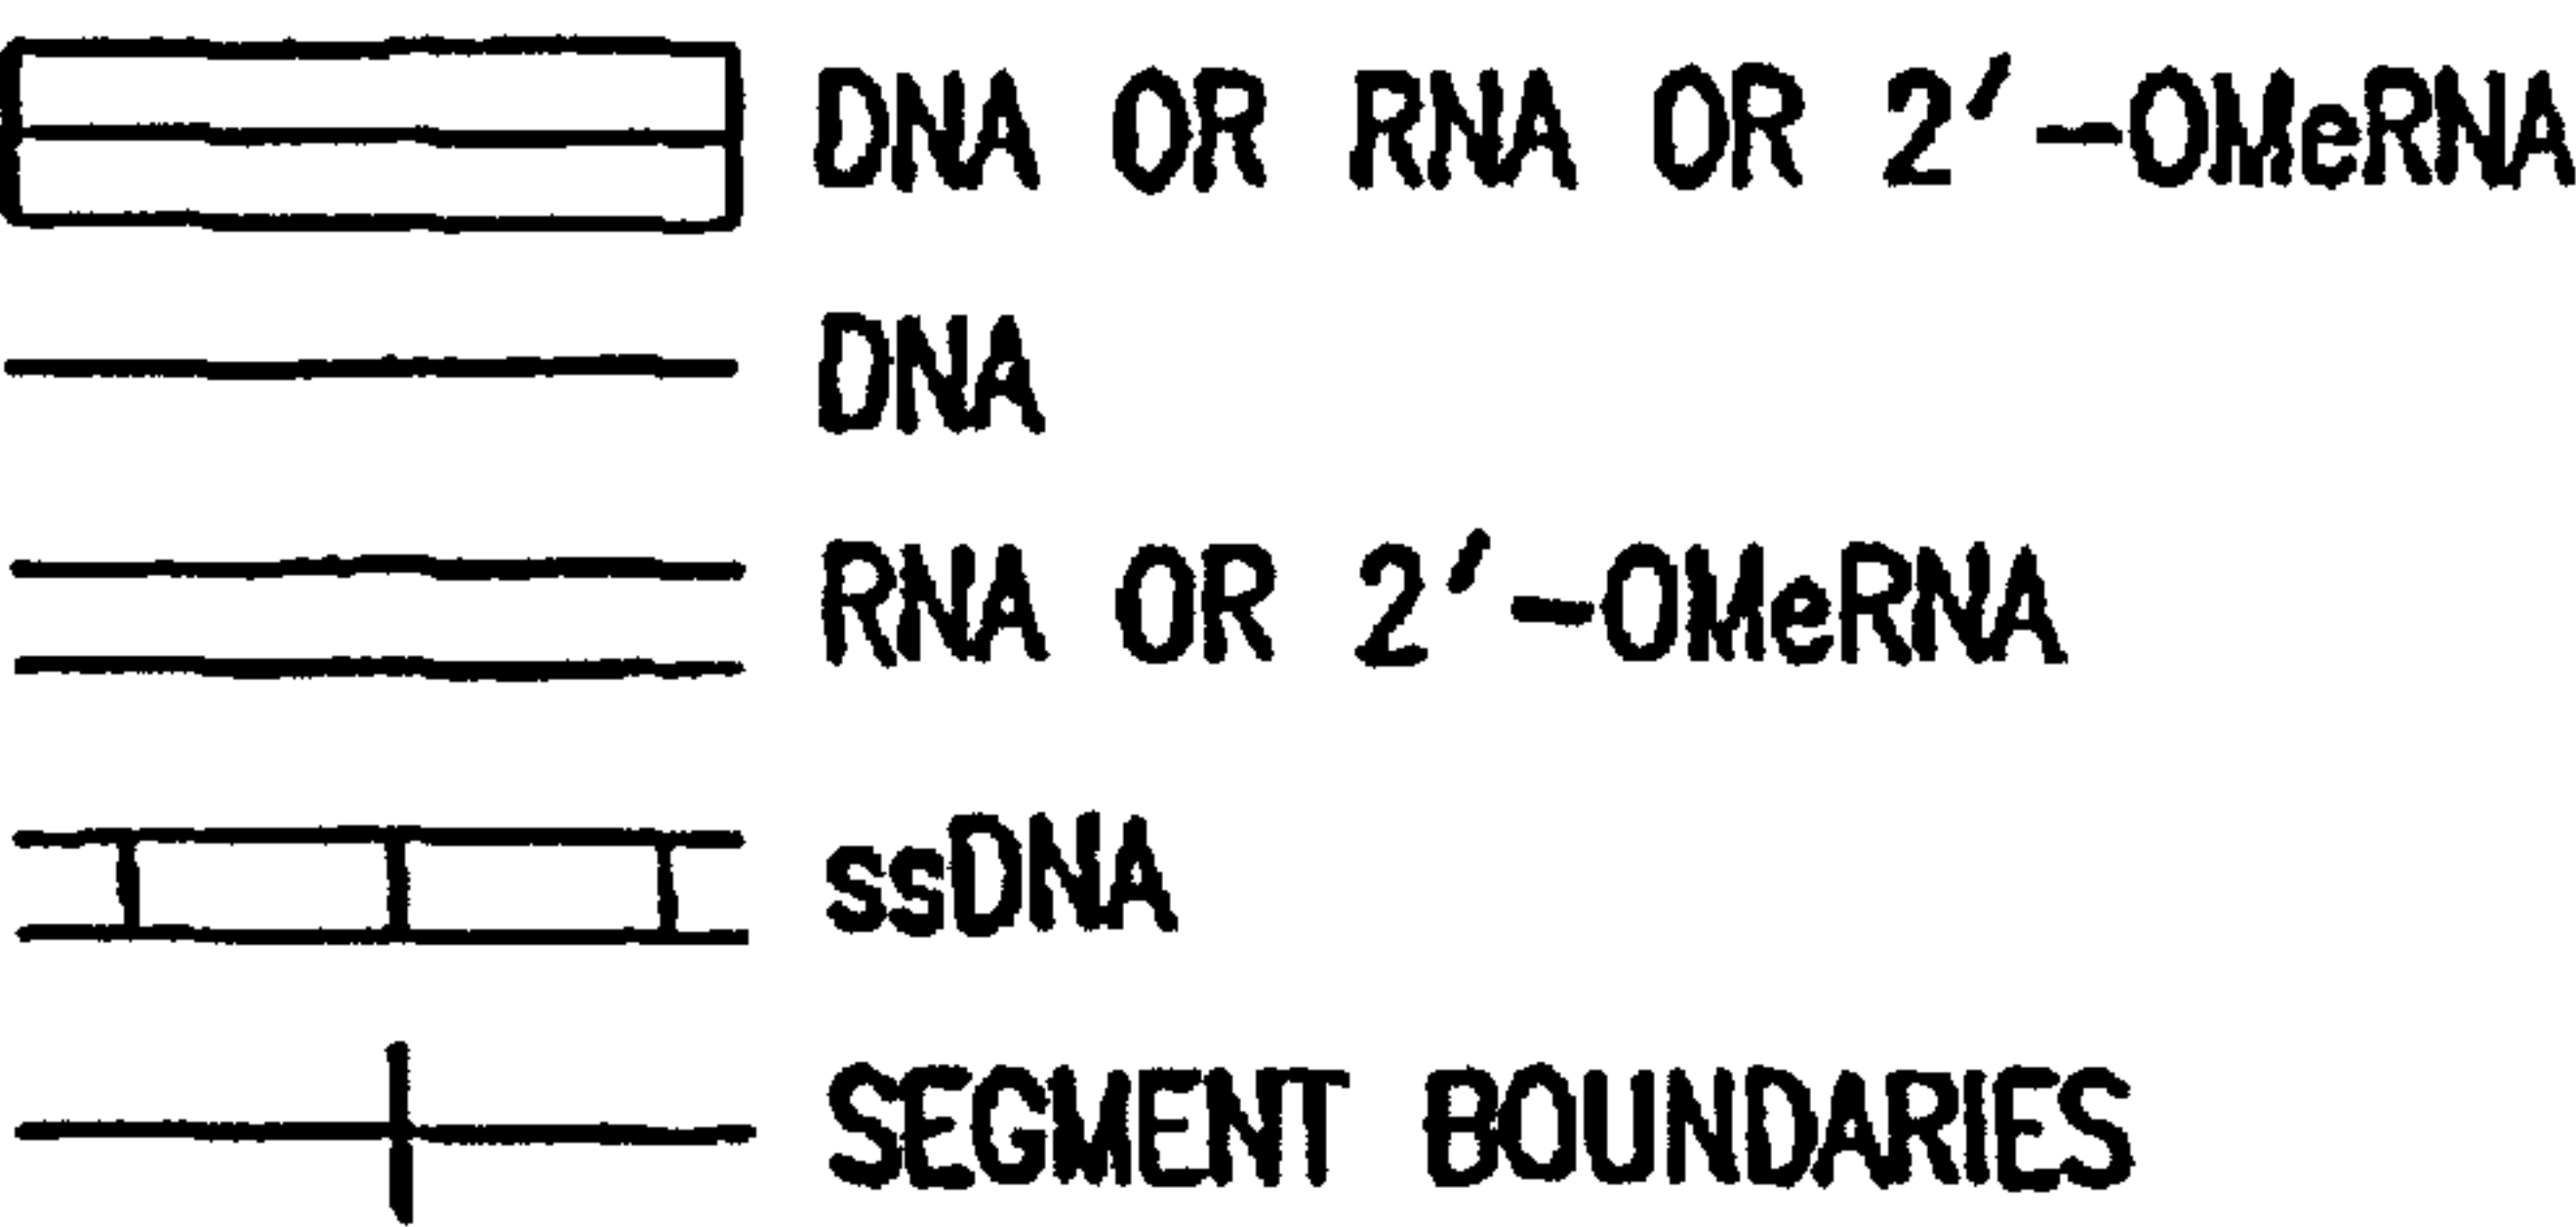 DNA OR RNA OR 2'-OMeRNA
DNA
RNA OR 2'-OMeRNA
ssDNA
SEGMENT BOUNDARIES